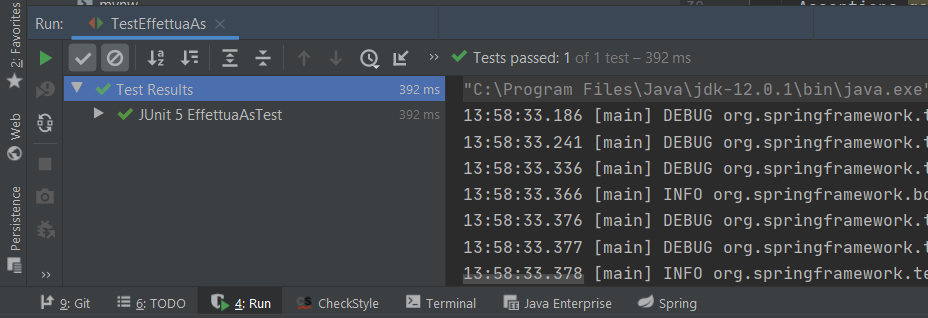 mvnw
30
Assertions
Run:
TestEffettuaAs
Tests passed: 1 of 1 test – 392 ms
Test Results 392 ms
JUnit 5 EffettuaAsTest 392 ms
"C:\Program Files\Java\jdk-12.0.1\bin\java.exe"
13:58:33.186 [main] DEBUG org.springframework.t
13:58:33.241 [main] DEBUG org.springframework.t
13:58:33.336 [main] DEBUG org.springframework.t
13:58:33.366 [main] INFO org.springframework.bo
13:58:33.376 [main] DEBUG org.springframework.t
13:58:33.377 [main] DEBUG org.springframework.t
13:58:33.378 [main] INFO org.springframework.te
2: Favorites
Web
Persistence
9: Git
6: TODO
4: Run
CheckStyle
Terminal
Java Enterprise
Spring